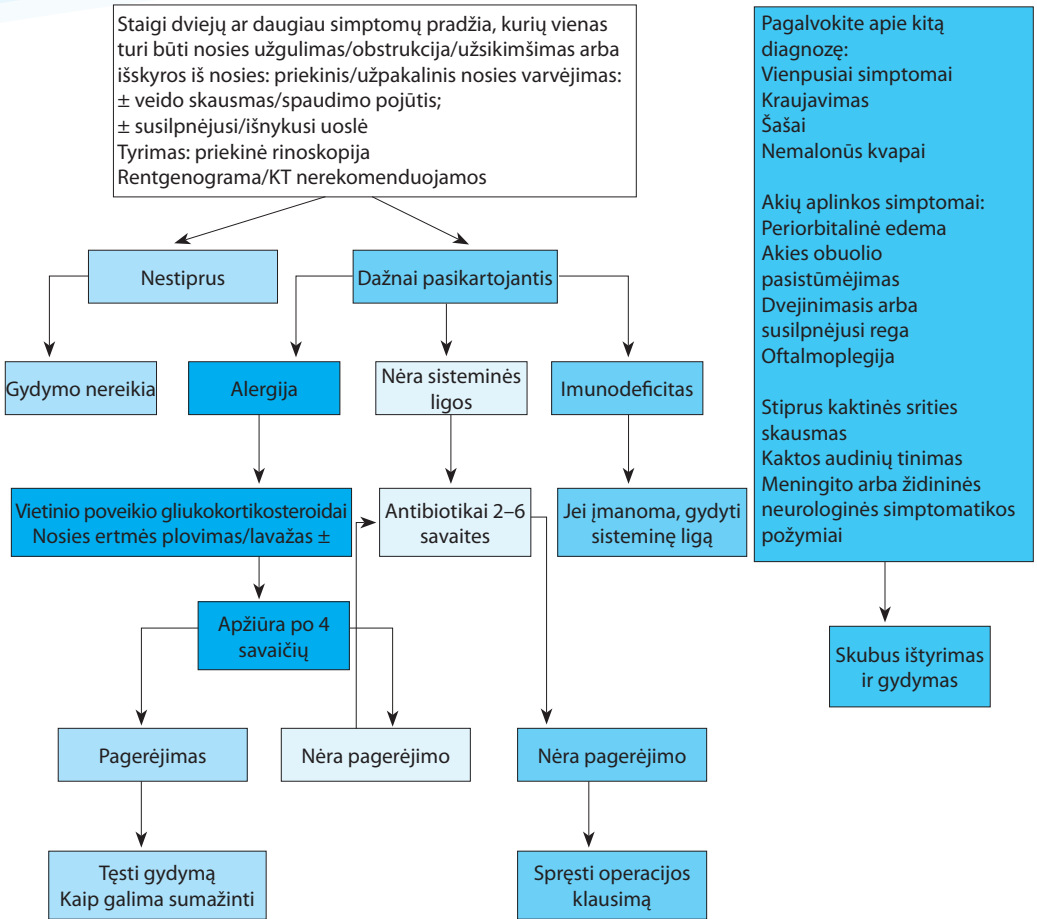 Staigi dviejų ar daugiau simptomų pradžia, kurių vienas
turi būti nosies užgulimas/obstrukcija/užsikimšimas arba
išskyros iš nosies: priekinis/užpakalinis nosies varvėjimas:
± veido skausmas/spaudimo pojūtis;
± susilpnėjusi/išnykusi uoslė
Tyrimas: priekinė rinoskopija
Rentgenograma/KT nerekomenduojamos
Nestiprus
Dažnai pasikartojantis
Gydymo nereikia
Alergija
Nėra sisteminės
ligos
Imunodeficitas
Vietinio poveikio gliukokortikosteroidai
Nosies ertmės plovimas/lavažas ±
Antibiotikai 2–6
savaites
Jei įmanoma, gydyti
sisteminę ligą
Apžiūra po 4
savaičių
Pagerėjimas
Nėra pagerėjimo
Nėra pagerėjimo
Tęsti gydymą
Kaip galima sumažinti
Spręsti operacijos
klausimą
Pagalvokite apie kitą
diagnozę:
Vienpusiai simptomai
Kraujavimas
Šašai
Nemalonūs kvapai
Akių aplinkos simptomai:
Periorbitalinė edema
Akies obuolio
pasistūmėjimas
Dvejinimasis arba
susilpnėjusi rega
Oftalmoplegija
Stiprus kaktinės srities
skausmas
Kaktos audinių tinimas
Meningito arba židininės
neurologinės simptomatikos
požymiai
Skubus ištyrimas
ir gydymas